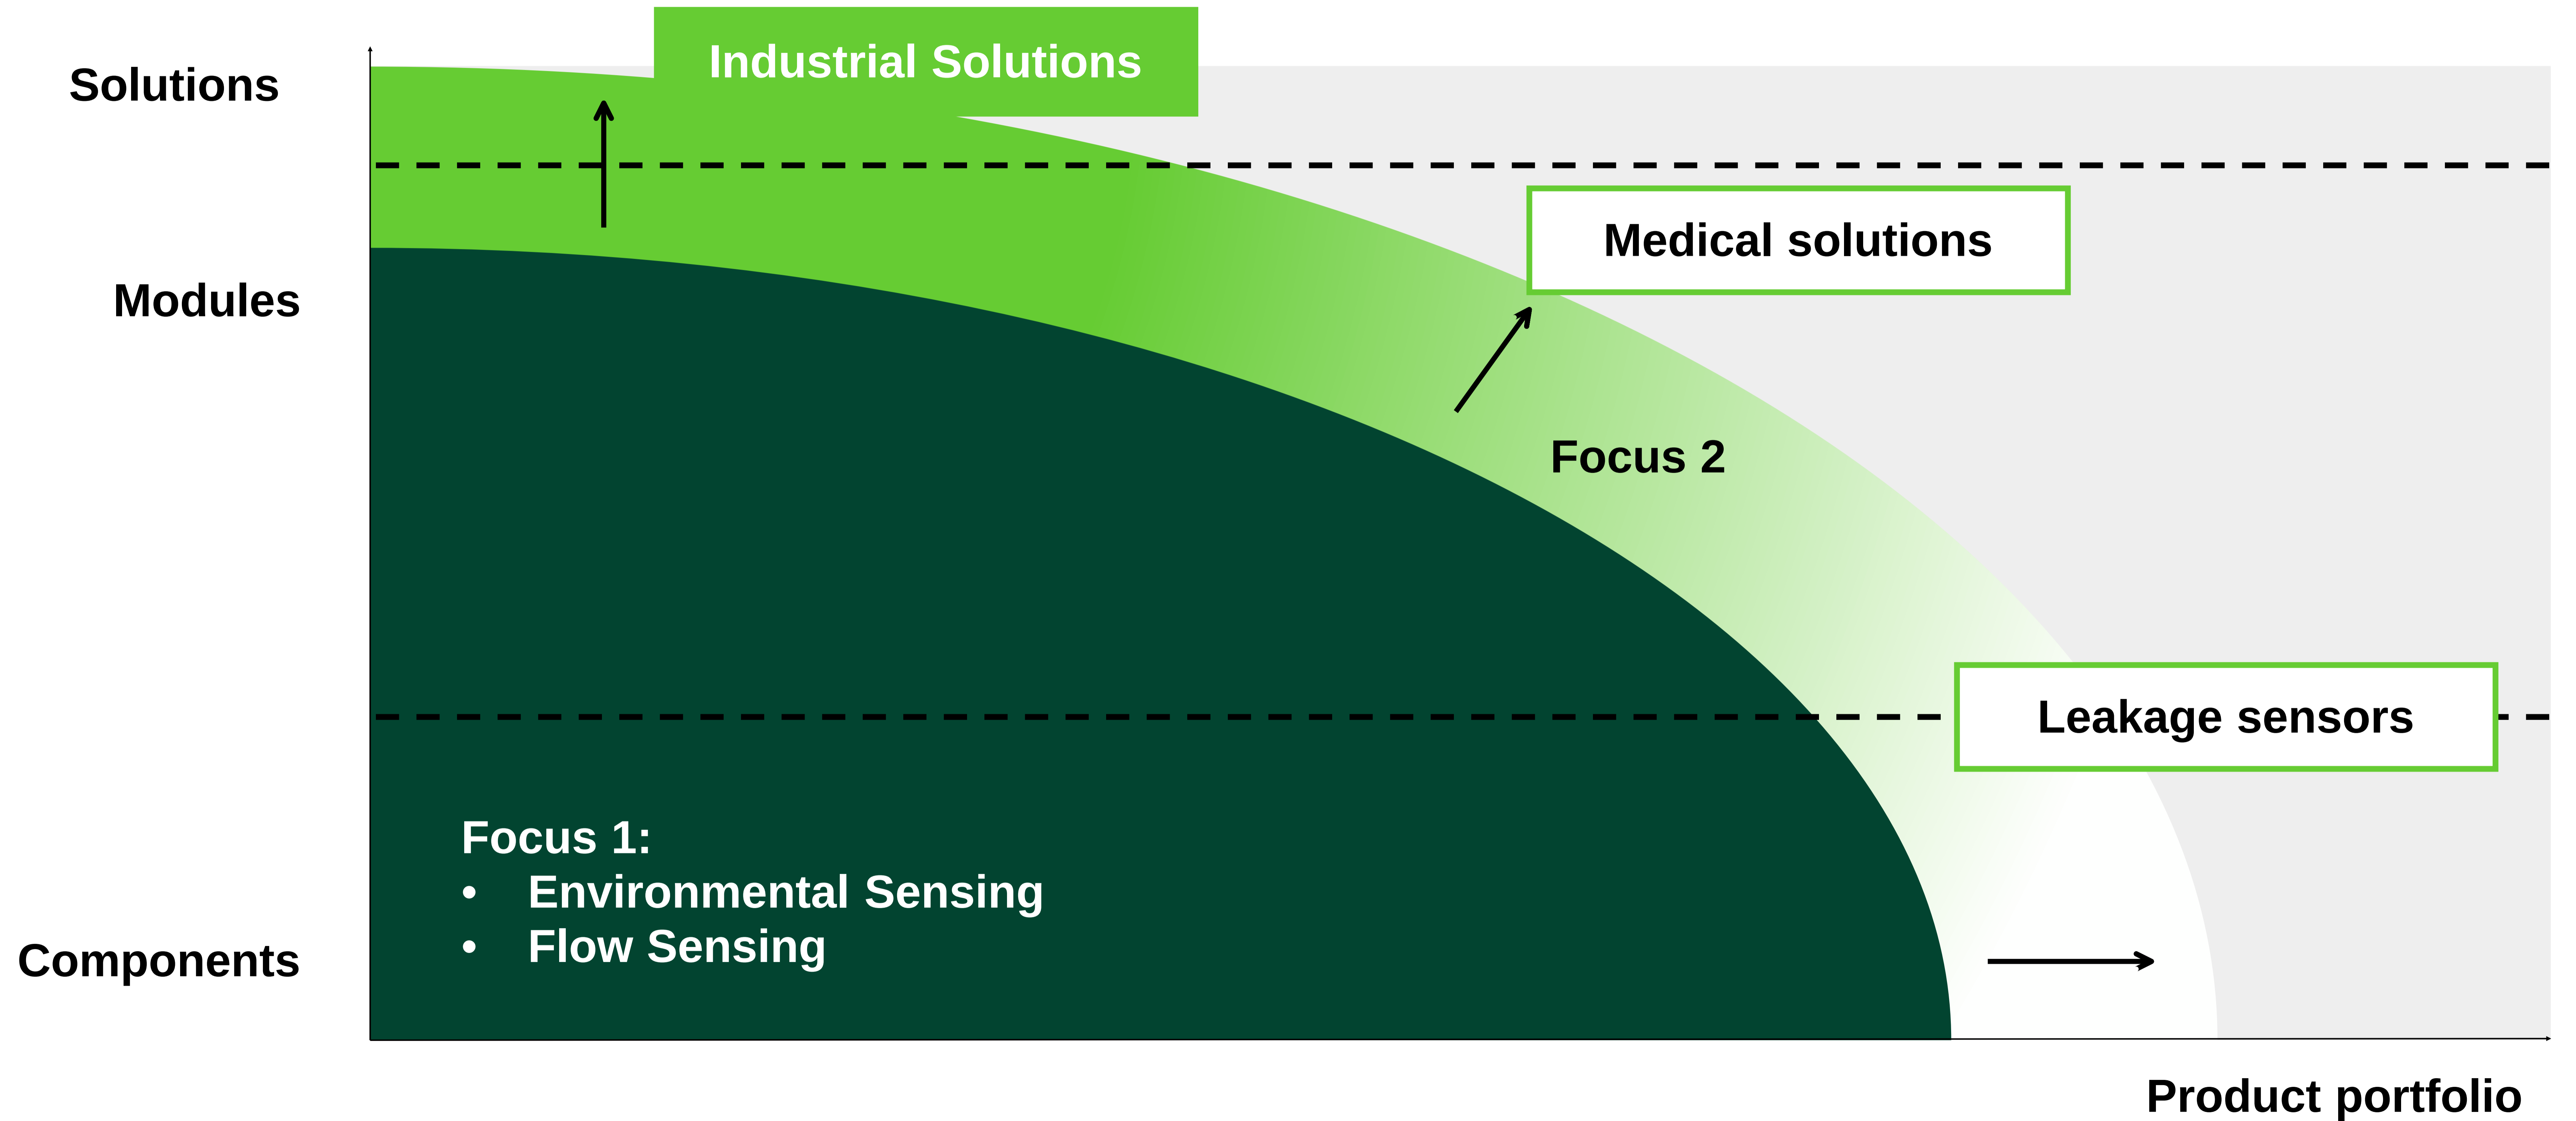 Industrial Solutions
Solutions
Medical solutions
Modules
Focus 2
Leakage sensors
Focus 1:
• Environmental Sensing
• Flow Sensing
Components
Product portfolio